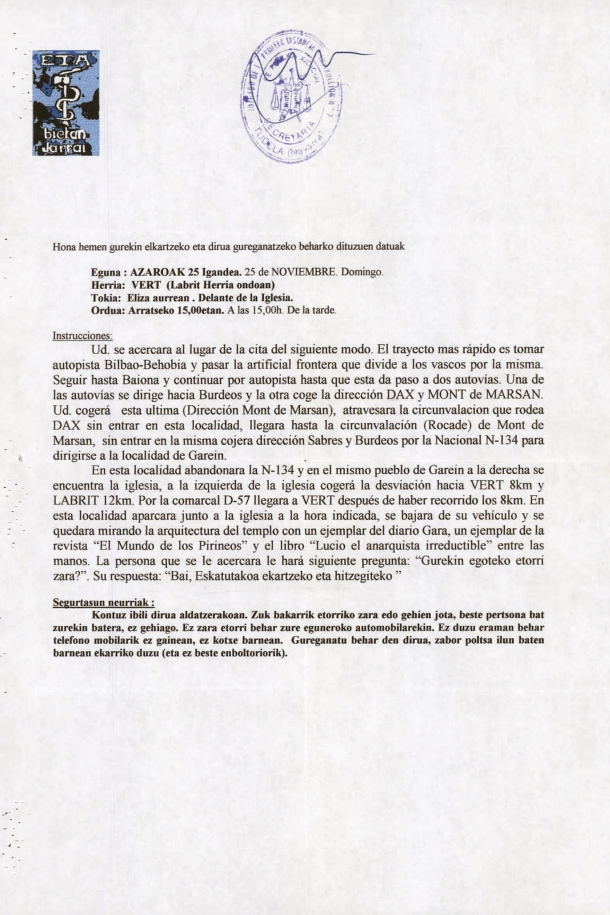 ETA
bietan
Jarrai
SECRETARIA
TUDELA (Navarra)
Hona hemen gurekin elkartzeko eta dirua gureganatzeko beharko dituzuen datuak
Eguna : AZAROAK 25 Igandea. 25 de NOVIEMBRE. Domingo.
Herria: VERT (Labrit Herria ondoan)
Tokia: Eliza aurrean . Delante de la Iglesia.
Ordua: Arratseko 15,00etan. A las 15,00h. De la tarde.
Instrucciones:
Ud. se acercara al lugar de la cita del siguiente modo. El trayecto mas rápido es tomar
autopista Bilbao-Behobia y pasar la artificial frontera que divide a los vascos por la misma.
Seguir hasta Baiona y continuar por autopista hasta que esta da paso a dos autovías. Una de
las autovías se dirige hacia Burdeos y la otra coge la dirección DAX y MONT de MARSAN.
Ud. cogerá esta ultima (Dirección Mont de Marsan), atravesara la circunvalacion que rodea
DAX sin entrar en esta localidad, llegara hasta la circunvalación (Rocade) de Mont de
Marsan, sin entrar en la misma cojera dirección Sabres y Burdeos por la Nacional N-134 para
dirigirse a la localidad de Garein.
En esta localidad abandonara la N-134 y en el mismo pueblo de Garein a la derecha se
encuentra la iglesia, a la izquierda de la iglesia cogerá la desviación hacia VERT 8km y
LABRIT 12km. Por la comarcal D-57 llegara a VERT después de haber recorrido los 8km. En
esta localidad aparcara junto a la iglesia a la hora indicada, se bajara de su vehículo y se
quedara mirando la arquitectura del templo con un ejemplar del diario Gara, un ejemplar de la
revista “El Mundo de los Pirineos” y el libro “Lucio el anarquista irreductible” entre las
manos. La persona que se le acercara le hará siguiente pregunta: “Gurekin egoteko etorri
zara?”. Su respuesta: “Bai, Eskatutakoa ekartzeko eta hitzegiteko ”
Segurtasun neurriak :
Kontuz ibili dirua aldatzerakoan. Zuk bakarrik etorriko zara edo gehien jota, beste pertsona bat
zurekin batera, ez gehiago. Ez zara etorri behar zure eguneroko automobilarekin. Ez duzu eraman behar
telefono mobilarik ez gainean, ez kotxe barnean. Gureganatu behar den dirua, zabor poltsa ilun baten
barnean ekarriko duzu (eta ez beste enboltoriorik).